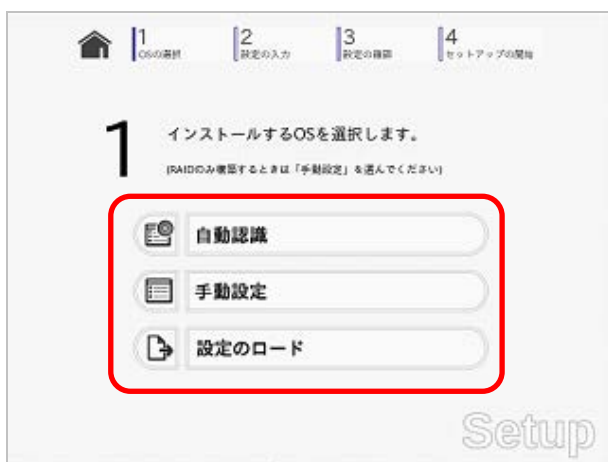 1
OSの選択
2
設定の入力
3
設定の確認
4
セットアップの開始
1
インストールするOSを選択します。
(RAIDのみ構築するときは「手動設定」を選んでください)
自動認識
手動設定
設定のロード
Setup